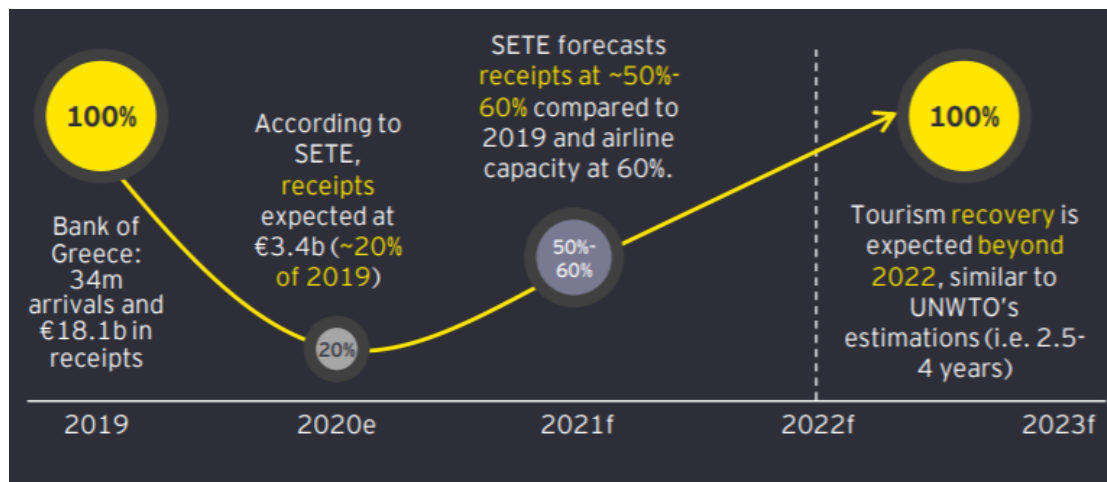 100%
Bank of
Greece:
34m
arrivals and
€18.1b in
receipts
According to
SETE,
receipts
expected at
€3.4b (~20%
of 2019)
20%
SETE forecasts
receipts at ~50%-
60% compared to
2019 and airline
capacity at 60%.
50%-
60%
100%
Tourism recovery is
expected beyond
2022, similar to
UNWTO's
estimations (i.e. 2.5-
4 years)
2019
2020e
2021f
2022f
2023f